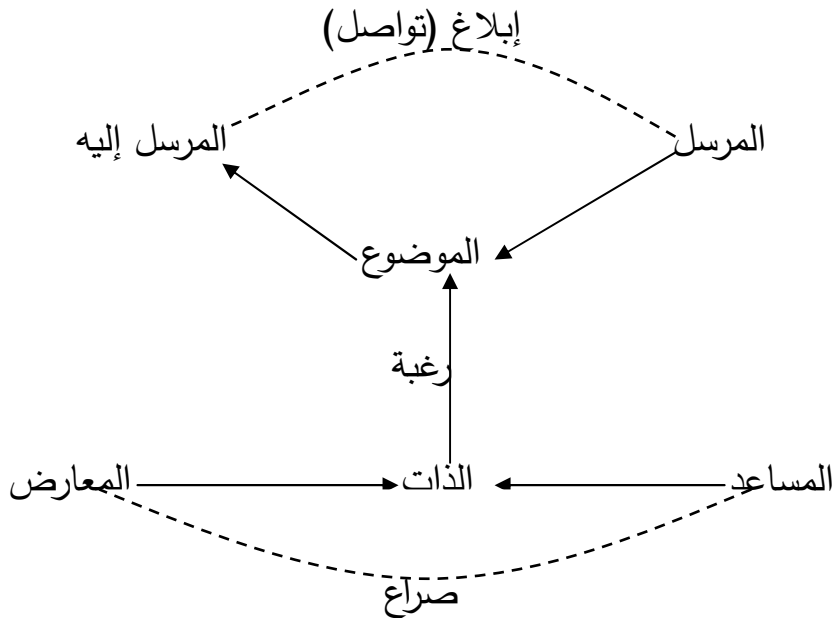 إبلاغ (تواصل)
المرسل
المرسل إليه
الموضوع
رغبة
المساعد
الذات
المعارض
صراع